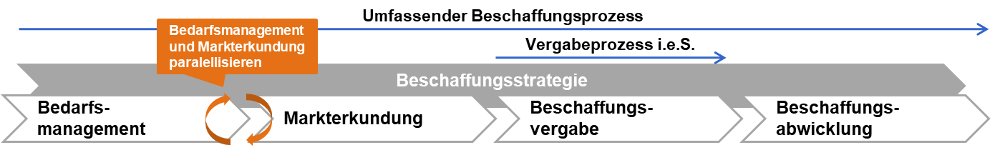 Umfassender Beschaffungsprozess
Bedarfsmanagement
und Markterkundung
paralellisieren
Vergabeprozess i.e.S.
Beschaffungsstrategie
Bedarfs-
management
Markterkundung
Beschaffungs-
vergabe
Beschaffungs-
abwicklung